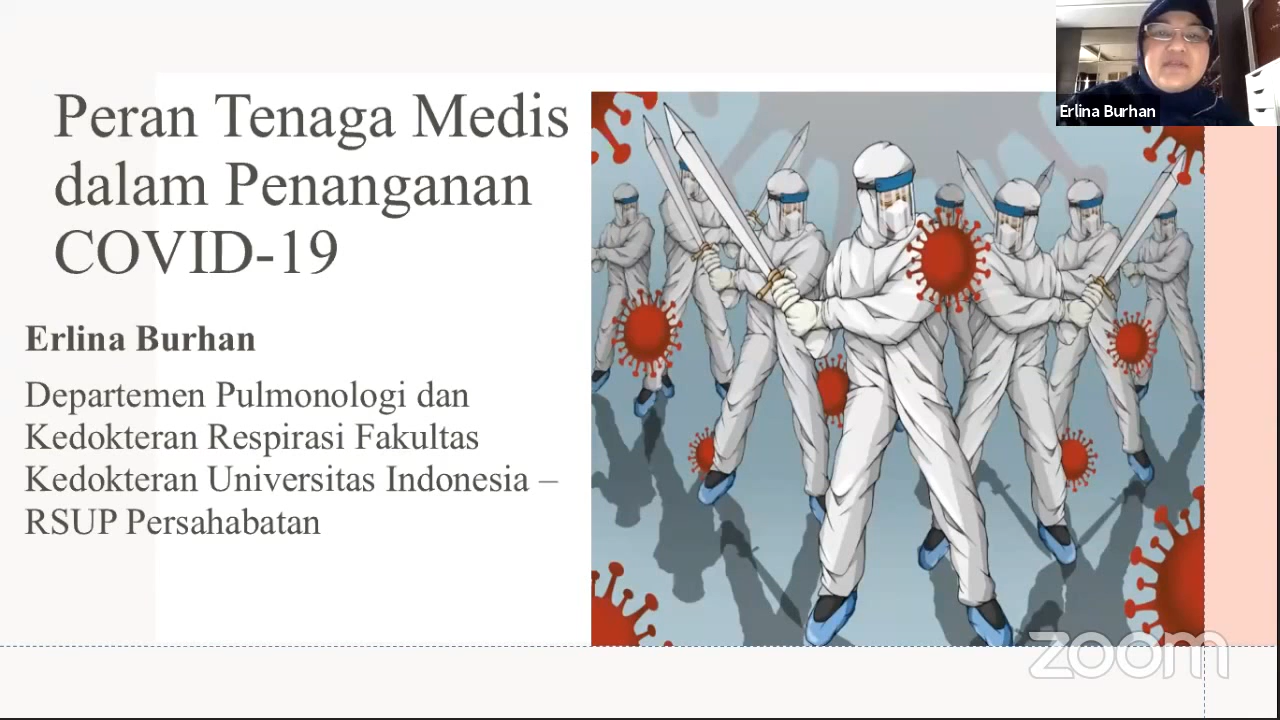 Peran Tenaga Medis
dalam Penanganan
COVID-19
Erlina Burhan
Departemen Pulmonologi dan
Kedokteran Respirasi Fakultas
Kedokteran Universitas Indonesia –
RSUP Persahabatan
Erlina Burhan
zoom